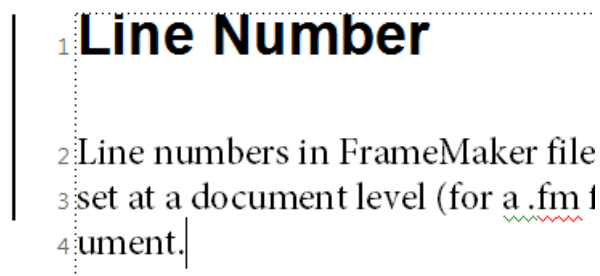 1 Line Number
2 Line numbers in FrameMaker file
3 set at a document level (for a .fm f
4 ument.